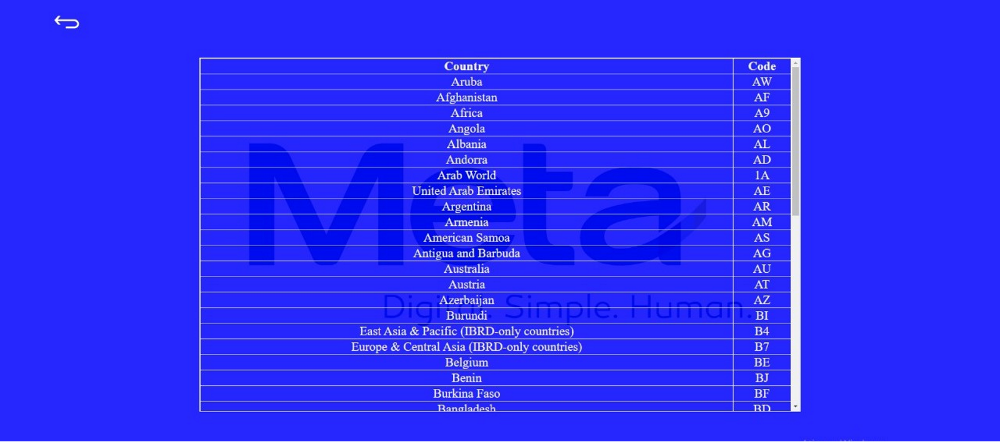 Country Code
Aruba AW
Afghanistan AF
Africa A9
Angola AO
Albania AL
Andorra AD
Arab World 1A
United Arab Emirates AE
Argentina AR
Armenia AM
American Samoa AS
Antigua and Barbuda AG
Australia AU
Austria AT
Azerbaijan AZ
Burundi BI
East Asia & Pacific (IBRD-only countries) B4
Europe & Central Asia (IBRD-only countries) B7
Belgium BE
Benin BJ
Burkina Faso BF
Bangladesh BD
Meta
Digital. Simple. Human.